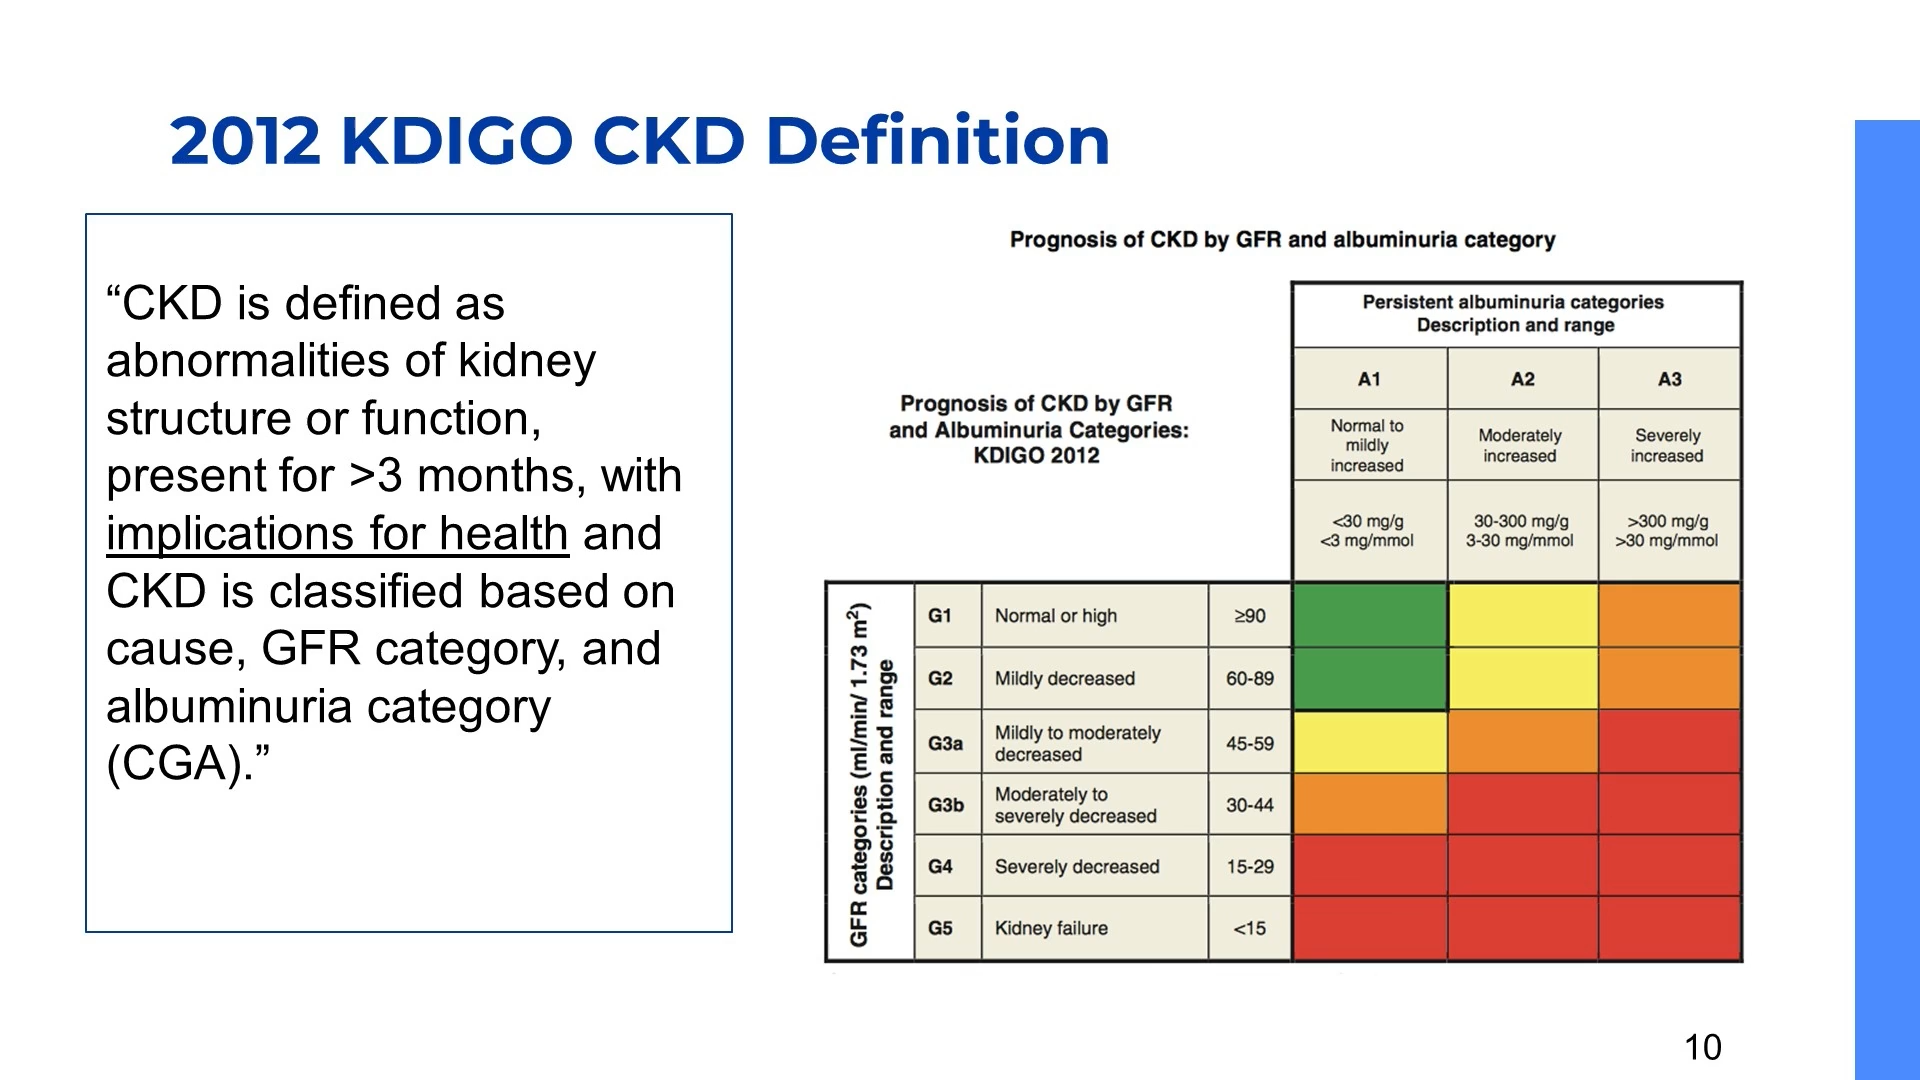 2012 KDIGO CKD Definition
“CKD is defined as
abnormalities of kidney
structure or function,
present for >3 months, with
implications for health and
CKD is classified based on
cause, GFR category, and
albuminuria category
(CGA).”
Prognosis of CKD by GFR and albuminuria category
Prognosis of CKD by GFR
and Albuminuria Categories:
KDIGO 2012
Persistent albuminuria categories
Description and range
A1
A2
A3
Normal to
mildly
increased
Moderately
increased
Severely
increased
<30 mg/g
<3 mg/mmol
30-300 mg/g
3-30 mg/mmol
>300 mg/g
>30 mg/mmol
GFR categories (ml/min/ 1.73 m²)
Description and range
G1 Normal or high ≥90
G2 Mildly decreased 60-89
G3a Mildly to moderately
decreased 45-59
G3b Moderately to
severely decreased 30-44
G4 Severely decreased 15-29
G5 Kidney failure <15
10